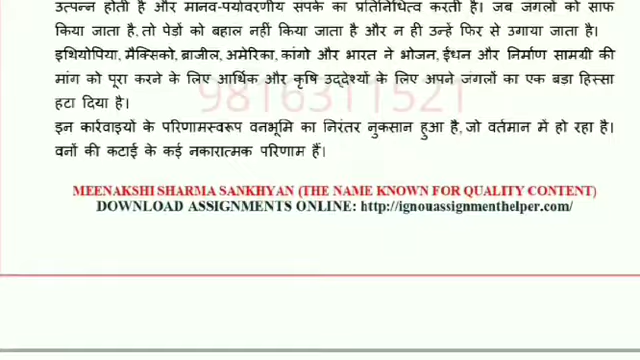 उत्पन्न होती है और मानव-पर्यावरणीय संपर्क का प्रतिनिधित्व करती है। जब जंगलों को साफ
किया जाता है, तो पेडों को बहाल नहीं किया जाता है और न ही उन्हें फिर से उगाया जाता है।
इथियोपिया, मैक्सिको, ब्राजील, अमेरिका, कांगो और भारत ने भोजन, ईंधन और निर्माण सामग्री की
मांग को पूरा करने के लिए आर्थिक और कृषि उद्देश्यों के लिए अपने जंगलों का एक बडा हिस्सा
हटा दिया है।
9816311521
इन कार्रवाइयों के परिणामस्वरूप वनभूमि का निरंतर नुकसान हुआ है, जो वर्तमान में हो रहा है।
वनों की कटाई के कई नकारात्मक परिणाम हैं।
MEENAKSHI SHARMA SANKHYAN (THE NAME KNOWN FOR QUALITY CONTENT)
DOWNLOAD ASSIGNMENTS ONLINE: http://ignouassignmenthelper.com/